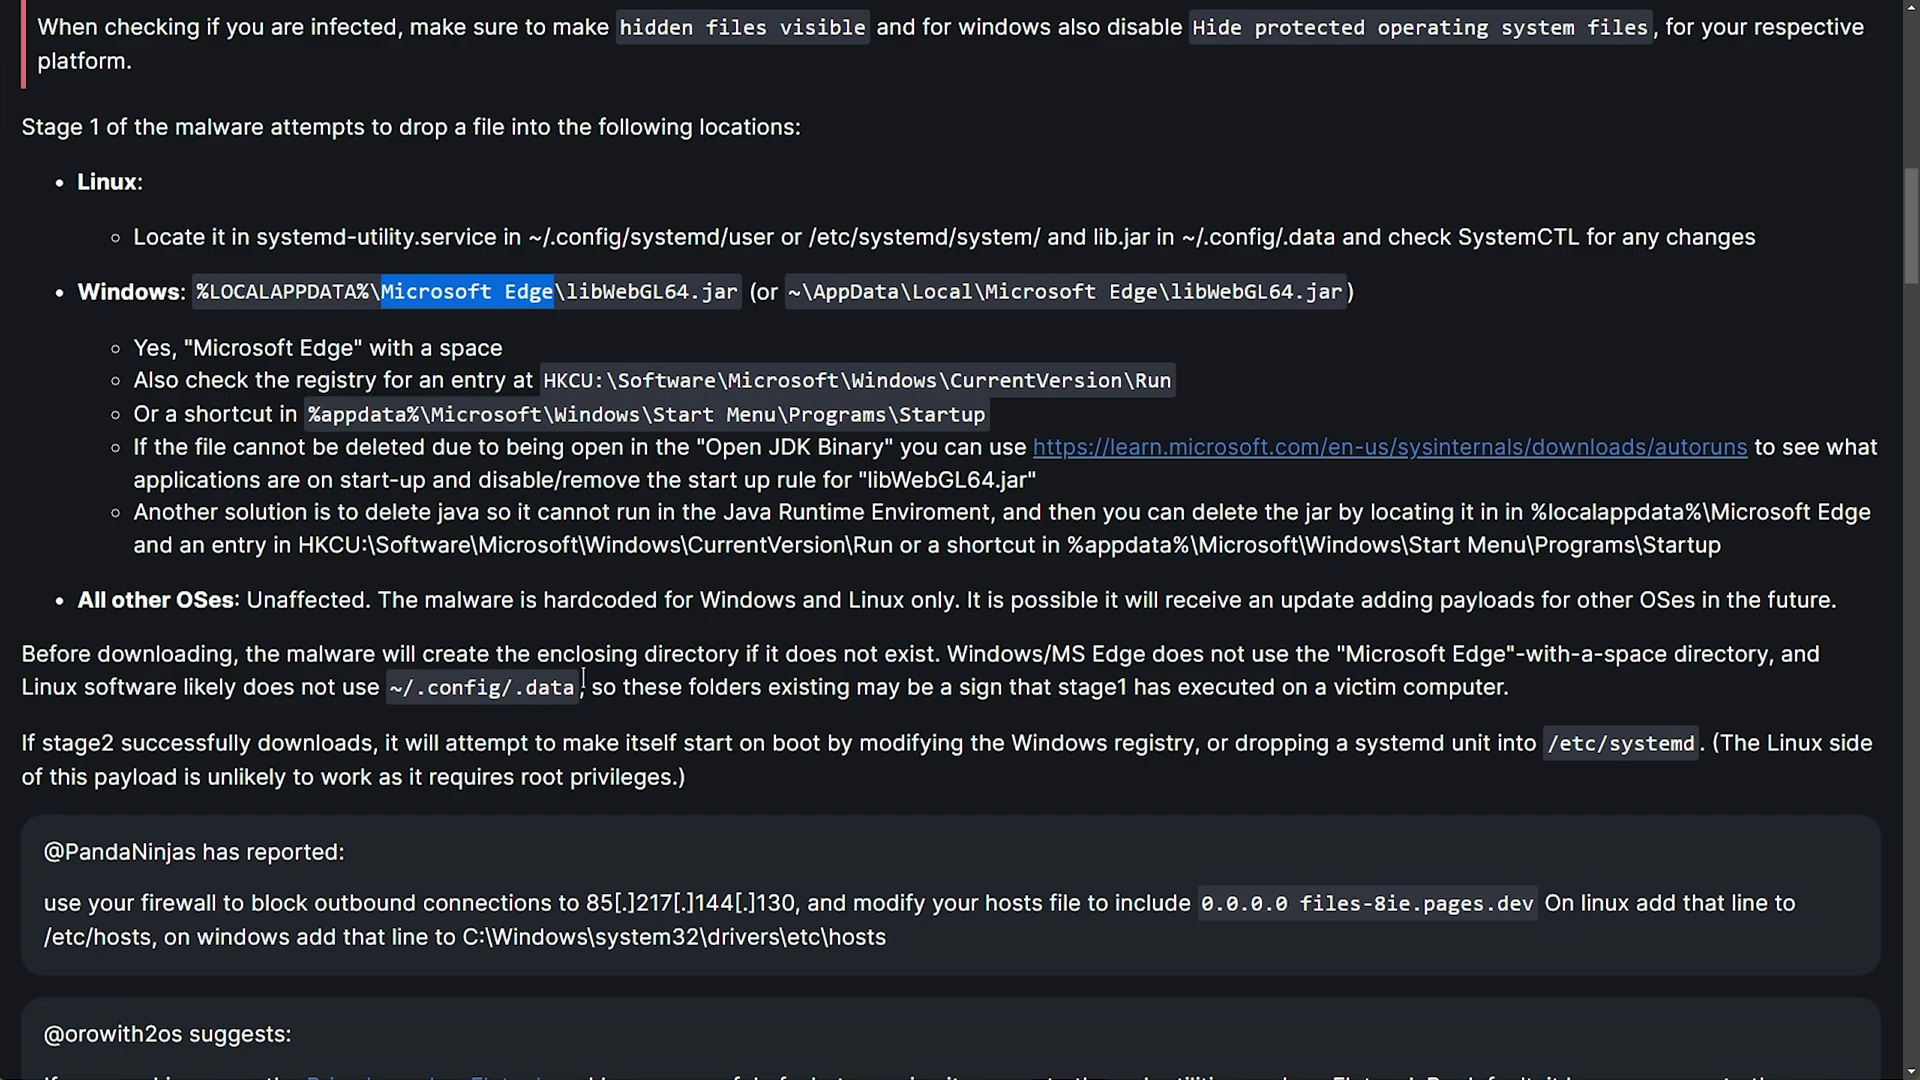 When checking if you are infected, make sure to make hidden files visible and for windows also disable Hide protected operating system files, for your respective
platform.
Stage 1 of the malware attempts to drop a file into the following locations:
• Linux:
○ Locate it in systemd-utility.service in ~/.config/systemd/user or /etc/systemd/system/ and lib.jar in ~/.config/.data and check SystemCTL for any changes
• Windows: %LOCALAPPDATA%\Microsoft Edge\libWebGL64.jar (or ~\AppData\Local\Microsoft Edge\libWebGL64.jar)
○ Yes, "Microsoft Edge" with a space
○ Also check the registry for an entry at HKCU:\Software\Microsoft\Windows\CurrentVersion\Run
○ Or a shortcut in %appdata%\Microsoft\Windows\Start Menu\Programs\Startup
○ If the file cannot be deleted due to being open in the "Open JDK Binary" you can use https://learn.microsoft.com/en-us/sysinternals/downloads/autoruns to see what
applications are on start-up and disable/remove the start up rule for "libWebGL64.jar"
○ Another solution is to delete java so it cannot run in the Java Runtime Enviroment, and then you can delete the jar by locating it in in %localappdata%\Microsoft Edge
and an entry in HKCU:\Software\Microsoft\Windows\CurrentVersion\Run or a shortcut in %appdata%\Microsoft\Windows\Start Menu\Programs\Startup
• All other OSes: Unaffected. The malware is hardcoded for Windows and Linux only. It is possible it will receive an update adding payloads for other OSes in the future.
Before downloading, the malware will create the enclosing directory if it does not exist. Windows/MS Edge does not use the "Microsoft Edge"-with-a-space directory, and
Linux software likely does not use ~/.config/.data, so these folders existing may be a sign that stage1 has executed on a victim computer.
If stage2 successfully downloads, it will attempt to make itself start on boot by modifying the Windows registry, or dropping a systemd unit into /etc/systemd. (The Linux side
of this payload is unlikely to work as it requires root privileges.)
@PandaNinjas has reported:
use your firewall to block outbound connections to 85[.]217[.]144[.]130, and modify your hosts file to include 0.0.0.0 files-8ie.pages.dev On linux add that line to
/etc/hosts, on windows add that line to C:\Windows\system32\drivers\etc\hosts
@orowith2os suggests: